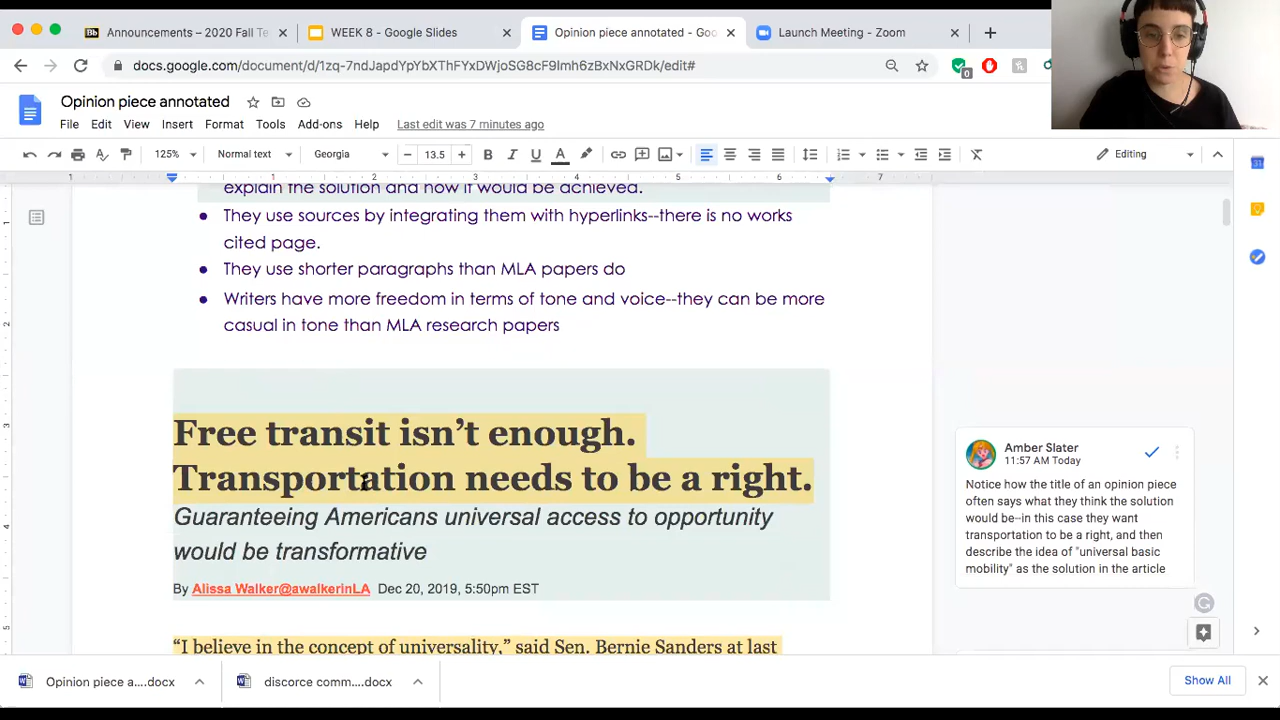 Announcements – 2020 Fall Te
WEEK 8 - Google Slides
Opinion piece annotated - Goo
Launch Meeting - Zoom
docs.google.com/document/d/1zq-7ndJapdYpYbXThFYxDWjoSG8cF9Imh6zBxNxGRDk/edit#
Opinion piece annotated
File Edit View Insert Format Tools Add-ons Help Last edit was 7 minutes ago
125% Normal text Georgia 13.5 Editing
1 1 2 3 4 5 6 7
explain the solution and how it would be achieved.
● They use sources by integrating them with hyperlinks--there is no works
cited page.
● They use shorter paragraphs than MLA papers do
● Writers have more freedom in terms of tone and voice--they can be more
casual in tone than MLA research papers
Free transit isn’t enough.
Transportation needs to be a right.
Guaranteeing Americans universal access to opportunity
would be transformative
By Alissa Walker@awalkerinLA Dec 20, 2019, 5:50pm EST
“I believe in the concept of universality,” said Sen. Bernie Sanders at last
Amber Slater
11:57 AM Today
Notice how the title of an opinion piece
often says what they think the solution
would be--in this case they want
transportation to be a right, and then
describe the idea of "universal basic
mobility" as the solution in the article
Opinion piece a....docx
discorce comm....docx
Show All